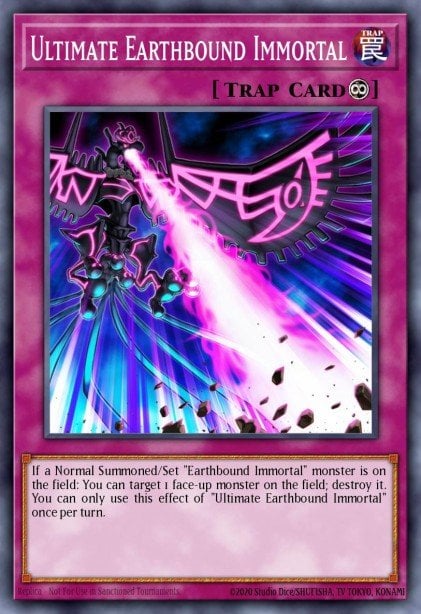 ULTIMATE EARTHBOUND IMMORTAL
TRAP
罠
[TRAP CARD]
If a Normal Summoned/Set "Earthbound Immortal" monster is on
the field: You can target 1 face-up monster on the field; destroy it.
You can only use this effect of "Ultimate Earthbound Immortal"
once per turn.
Replica - Not For Use in Sanctioned Tournaments
©2020 Studio Dice/SHUEISHA, TV TOKYO, KONAMI